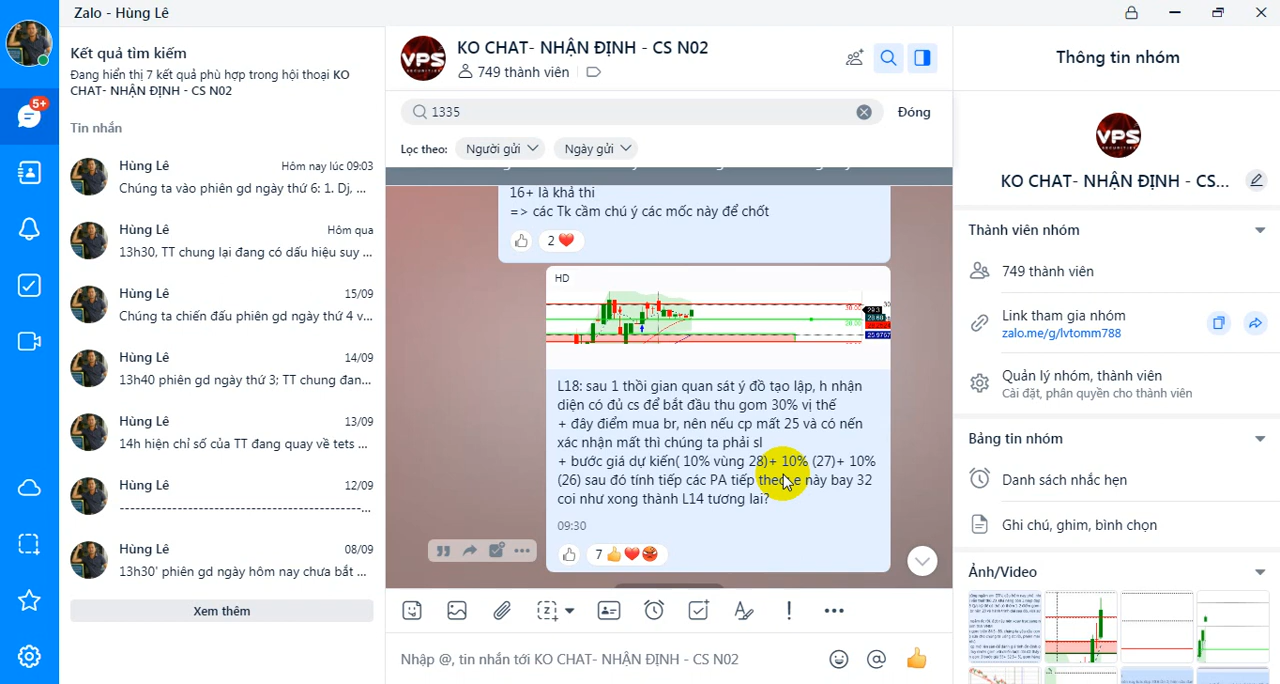 Zalo - Hùng Lê
Kết quả tìm kiếm
Đang hiển thị 7 kết quả phù hợp trong hội thoại KO
CHAT- NHẬN ĐỊNH - CS N02
Tin nhắn
5+
Hùng Lê
Hôm nay lúc 09:03
Chúng ta vào phiên gd ngày thứ 6: 1. Dj, ...
Hùng Lê
Hôm qua
13h30, TT chung lại đang có dấu hiệu suy ...
Hùng Lê
15/09
Chúng ta chiến đấu phiên gd ngày thứ 4 v...
Hùng Lê
14/09
13h40 phiên gd ngày thứ 3; TT chung đan...
Hùng Lê
13/09
14h hiện chỉ số của TT đang quay về tets ...
Hùng Lê
12/09
Hùng Lê
08/09
13h30' phiên gd ngày hôm nay chưa bắt ...
Xem thêm
VPS
SECURITIES
KO CHAT- NHẬN ĐỊNH - CS N02
749 thành viên
1335
Đóng
Lọc theo:
Người gửi
Ngày gửi
16+ là khả thi
=> các Tk cầm chú ý các mốc này để chốt
2
HD
L18: sau 1 thời gian quan sát ý đồ tạo lập, h nhận
diện có đủ cs để bắt đầu thu gom 30% vị thế
+ đây điểm mua br, nên nếu cp mất 25 và có nến
xác nhận mất thì chúng ta phải sl
+ bước giá dự kiến( 10% vùng 28)+ 10% (27)+ 10%
(26) sau đó tính tiếp các PA tiếp theo, e này bay 32
coi như xong thành L14 tương lai?
09:30
7
Nhập @, tin nhắn tới KO CHAT- NHẬN ĐỊNH - CS N02
Thông tin nhóm
VPS
SECURITIES
KO CHAT- NHẬN ĐỊNH - CS...
Thành viên nhóm
749 thành viên
Link tham gia nhóm
zalo.me/g/lvtomm788
Quản lý nhóm, thành viên
Cài đặt, phân quyền cho thành viên
Bảng tin nhóm
Danh sách nhắc hẹn
Ghi chú, ghim, bình chọn
Ảnh/Video